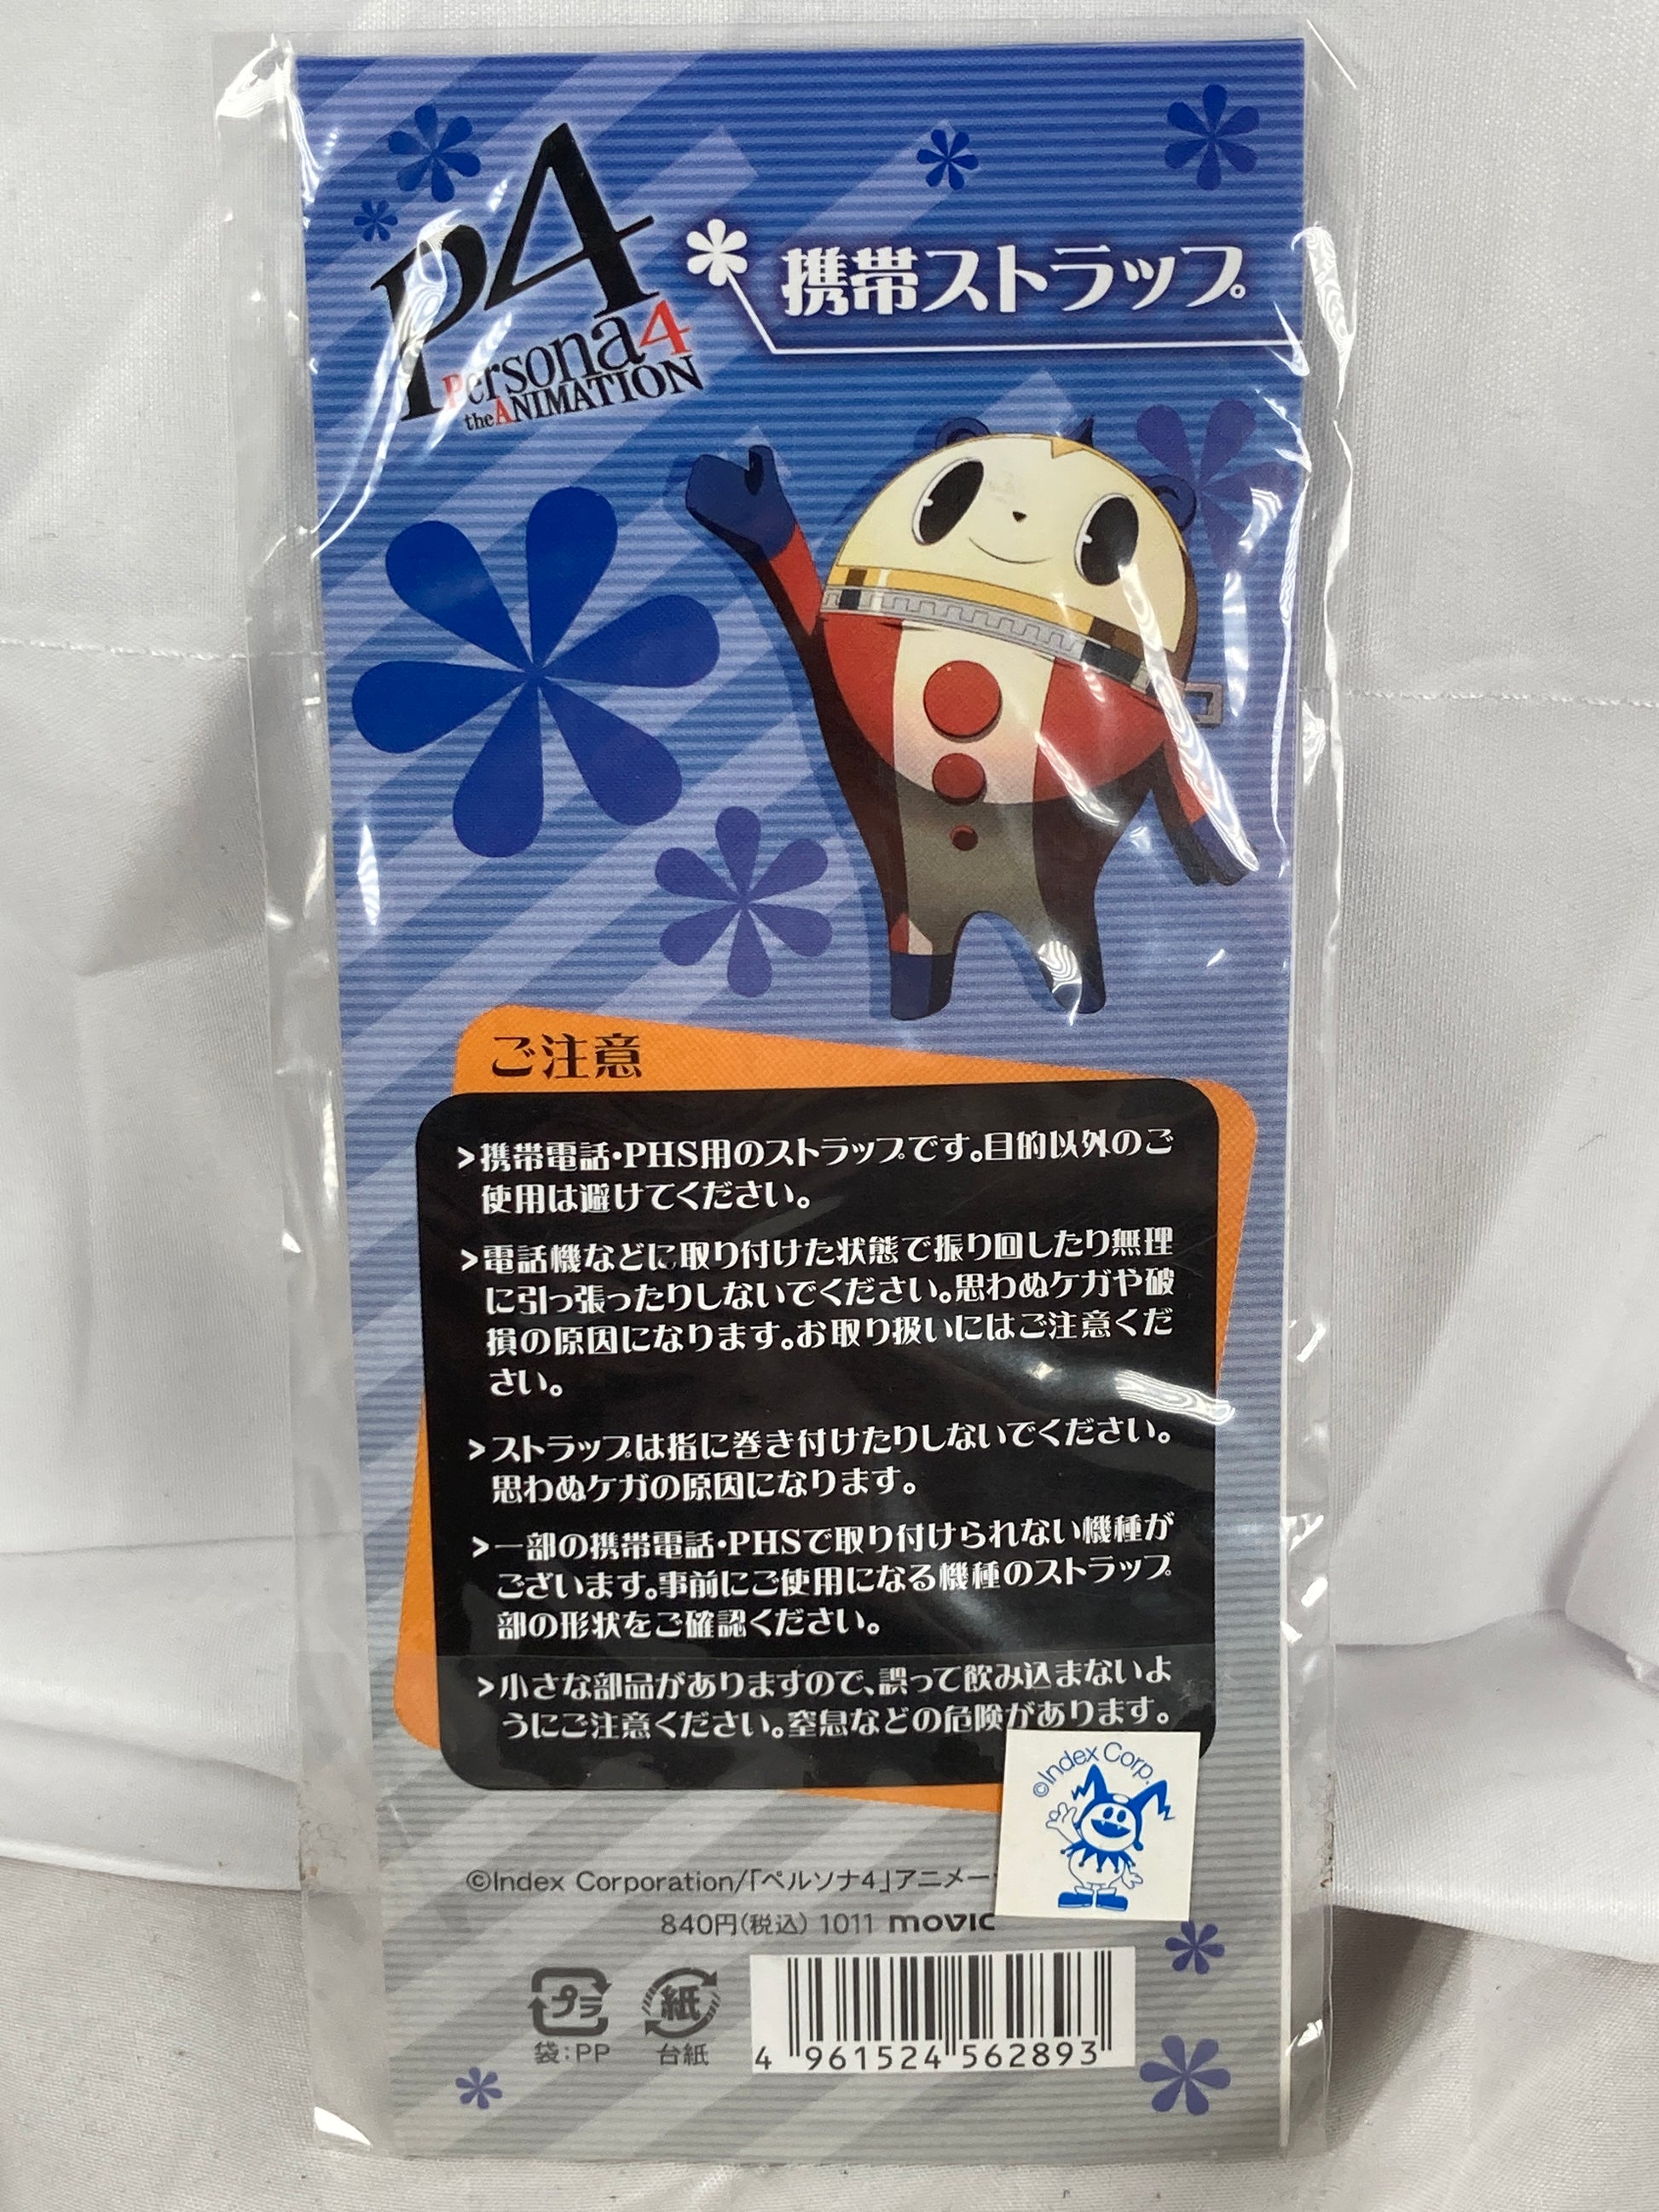 P4
Persona4
the ANIMATION
携帯ストラップ
ご注意
>携帯電話・PHS用のストラップです。目的以外のご
使用は避けてください。
>電話機などに取り付けた状態で振り回したり無理
に引っ張ったりしないでください。思わぬケガや破
損の原因になります。お取り扱いにはご注意くだ
さい。
>ストラップは指に巻き付けたりしないでください。
思わぬケガの原因になります。
>一部の携帯電話・PHSで取り付けられない機種が
ございます。事前にご使用になる機種のストラップ
部の形状をご確認ください。
>小さな部品がありますので、誤って飲み込まないよ
うにご注意ください。窒息などの危険があります。
©Index Corp.
©Index Corporation/「ペルソナ4」アニメー
840円(税込) 1011 movic
プラ
紙
袋:PP
台紙
4 961524 562893